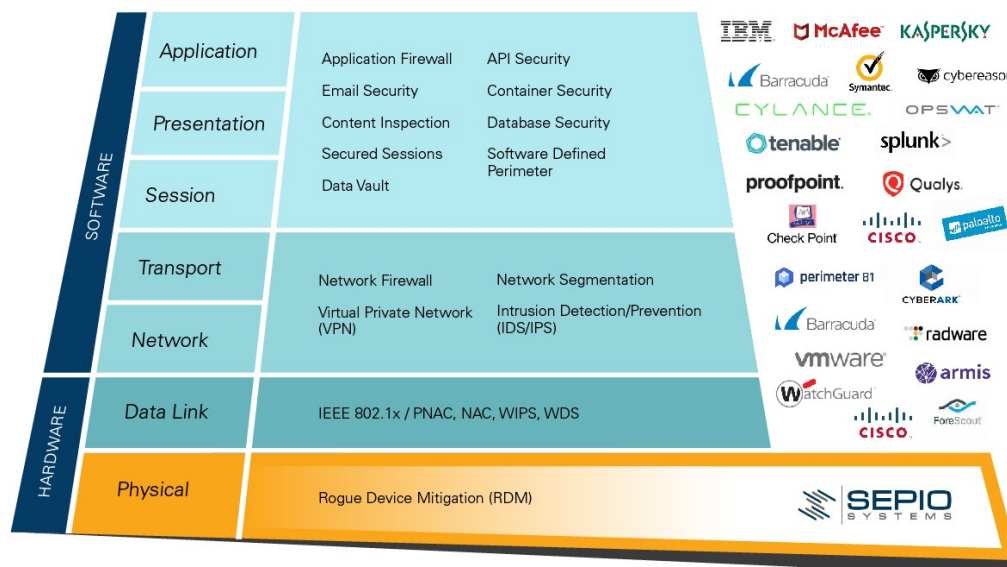 SOFTWARE
HARDWARE
Application
Presentation
Session
Transport
Network
Data Link
Physical
Application Firewall
Email Security
Content Inspection
Secured Sessions
Data Vault
API Security
Container Security
Database Security
Software Defined
Perimeter
Network Firewall
Virtual Private Network
(VPN)
Network Segmentation
Intrusion Detection/Prevention
(IDS/IPS)
IEEE 802.1x / PNAC, NAC, WIPS, WDS
Rogue Device Mitigation (RDM)
IBM
McAfee
KASPERSKY
Barracuda
Symantec.
cybereason
CYLANCE
OPSWAT
tenable
splunk>
proofpoint.
Qualys.
Check Point
CISCO.
paloalto
perimeter 81
CYBERARK
Barracuda
radware
vmware
armis
WatchGuard
CISCO.
ForeScout
SEPIO
SYSTEMS